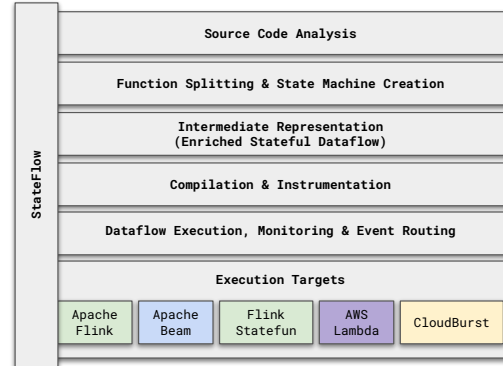 StateFlow
Source Code Analysis
Function Splitting & State Machine Creation
Intermediate Representation
(Enriched Stateful Dataflow)
Compilation & Instrumentation
Dataflow Execution, Monitoring & Event Routing
Execution Targets
Apache
Flink
Apache
Beam
Flink
Statefun
AWS
Lambda
CloudBurst